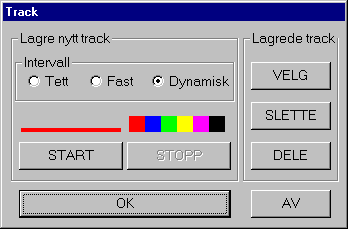 Track
Lagre nytt track
Intervall
Tett Fast Dynamisk
START STOPP
Lagrede track
VELG
SLETTE
DELE
OK AV